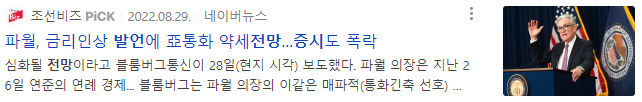 조선비즈 PiCK 2022.08.29. 네이버뉴스
파월, 금리인상 발언에 亞통화 약세전망...증시도 폭락
심화될 전망이라고 블룸버그통신이 28일(현지 시각) 보도했다. 파월 의장은 지난 2
6일 연준의 연례 경제... 블룸버그는 파월 의장의 이같은 매파적(통화긴축 선호) ...